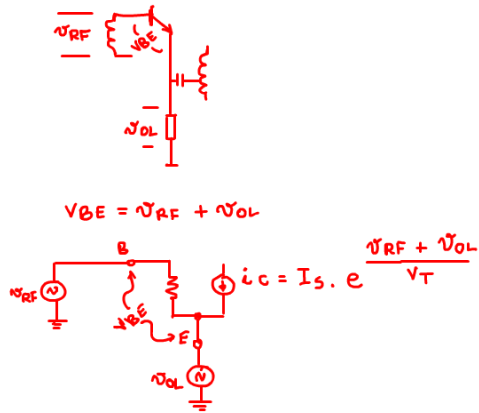 VRF
VBE
VOL
VBE = VRF + VOL
B
VRF
VBE
E
VOL
ic = Is. e^(VRF + VOL / VT)